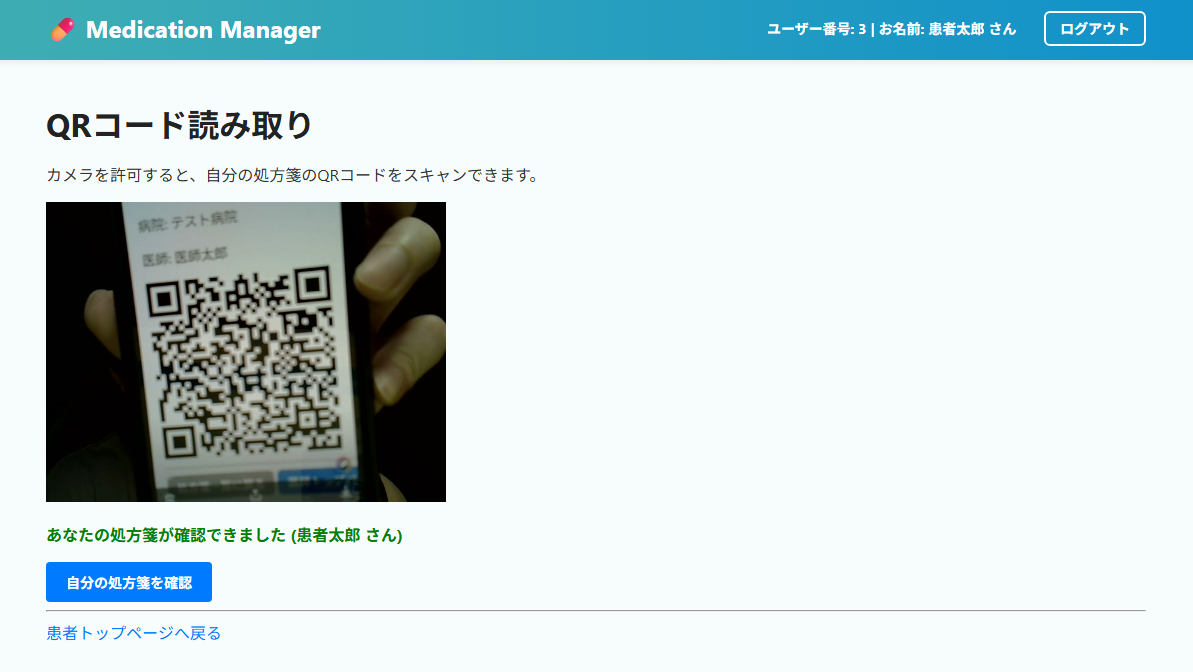 Medication Manager
ユーザー番号: 3 | お名前: 患者太郎 さん
ログアウト
QRコード読み取り
カメラを許可すると、自分の処方箋のQRコードをスキャンできます。
病院: テスト病院
医師: 医師太郎
あなたの処方箋が確認できました (患者太郎 さん)
自分の処方箋を確認
患者トップページへ戻る